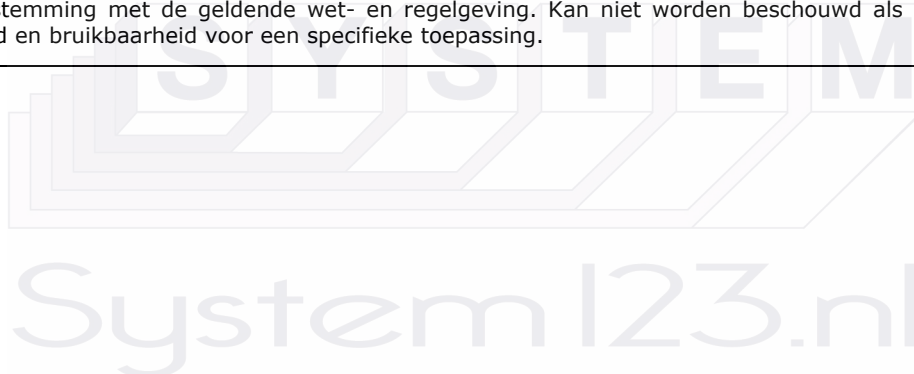 stemming met de geldende wet- en regelgeving. Kan niet worden beschouwd als
d en bruikbaarheid voor een specifieke toepassing.
SYSTEM
System123.nl